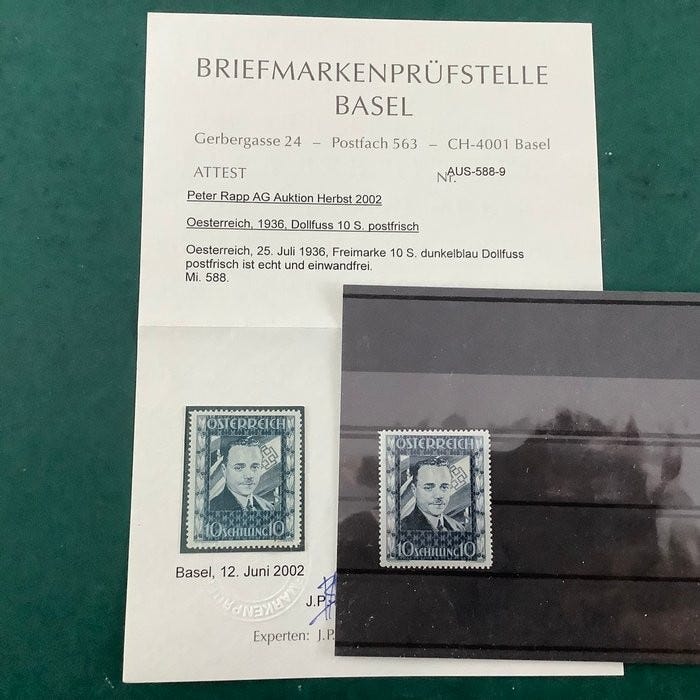 BRIEFMARKENPRÜFSTELLE
BASEL
Gerbergasse 24 – Postfach 563 – CH-4001 Basel
ATTEST Nr. AUS-588-9
Peter Rapp AG Auktion Herbst 2002
Oesterreich, 1936, Dollfuss 10 S. postfrisch
Oesterreich, 25. Juli 1936, Freimarke 10 S. dunkelblau Dollfuss
postfrisch ist echt und einwandfrei.
Mi. 588.
ÖSTERREICH
10 SCHILLING 10
ÖSTERREICH
10 SCHILLING 10
Basel, 12. Juni 2002
J.P.
Experten: J.P.